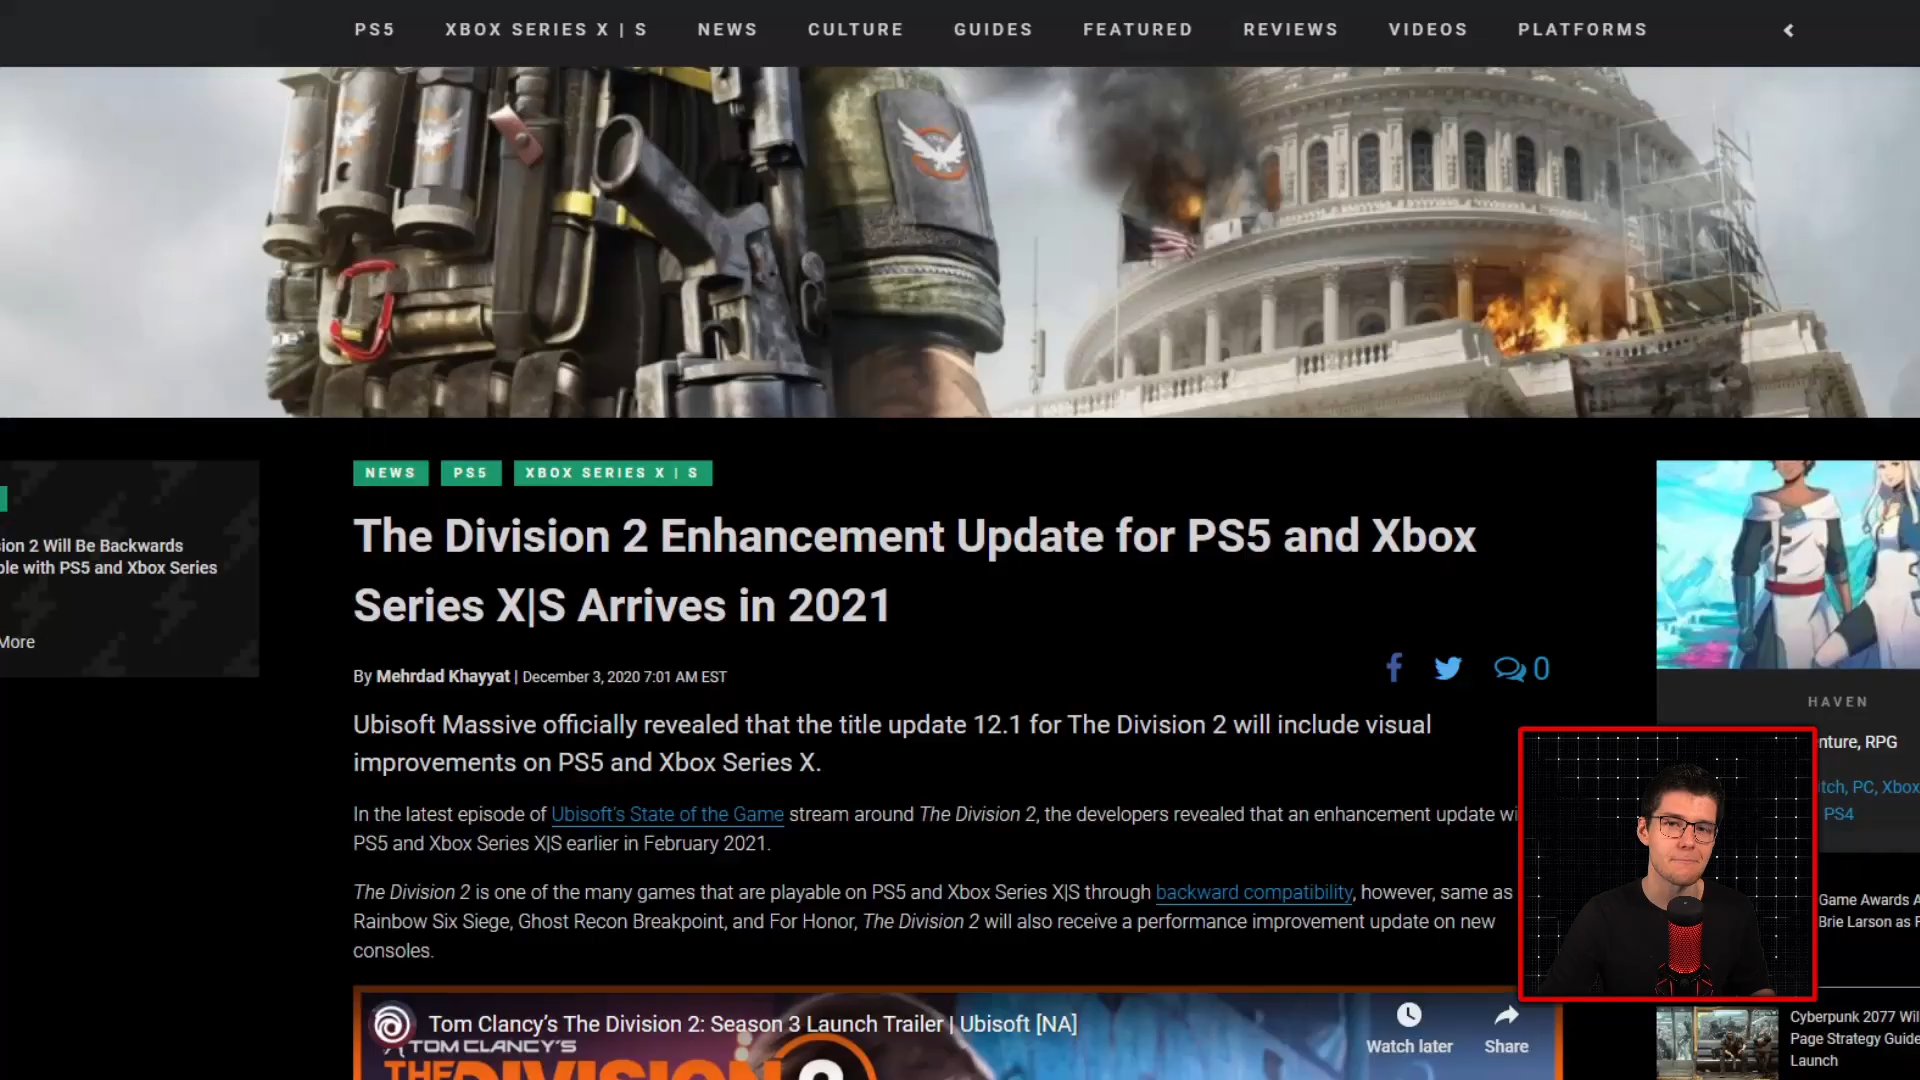 PS5 XBOX SERIES X | S NEWS CULTURE GUIDES FEATURED REVIEWS VIDEOS PLATFORMS
NEWS PS5 XBOX SERIES X | S
The Division 2 Enhancement Update for PS5 and Xbox
Series X|S Arrives in 2021
By Mehrdad Khayyat | December 3, 2020 7:01 AM EST
0
Ubisoft Massive officially revealed that the title update 12.1 for The Division 2 will include visual
improvements on PS5 and Xbox Series X.
In the latest episode of Ubisoft's State of the Game stream around The Division 2, the developers revealed that an enhancement update wi
PS5 and Xbox Series X|S earlier in February 2021.
The Division 2 is one of the many games that are playable on PS5 and Xbox Series X|S through backward compatibility, however, same as
Rainbow Six Siege, Ghost Recon Breakpoint, and For Honor, The Division 2 will also receive a performance improvement update on new
consoles.
Tom Clancy's The Division 2: Season 3 Launch Trailer | Ubisoft [NA]
Watch later
Share
TOM CLANCY'S
THE DIVISION 2
ion 2 Will Be Backwards
ble with PS5 and Xbox Series
More
HAVEN
nture, RPG
tch, PC, Xbox
PS4
Game Awards A
Brie Larson as F
Cyberpunk 2077 Wil
Page Strategy Guide
Launch